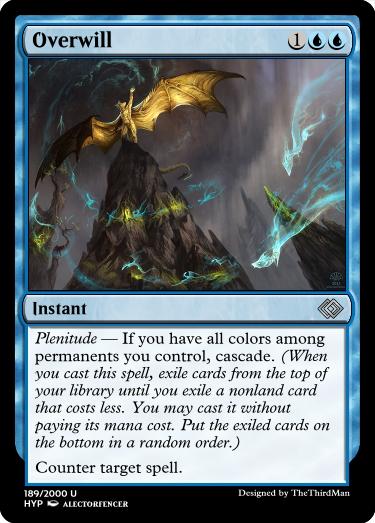 Overwill
1
Instant
Plenitude — If you have all colors among
permanents you control, cascade. (When
you cast this spell, exile cards from the top of
your library until you exile a nonland card
that costs less. You may cast it without
paying its mana cost. Put the exiled cards on
the bottom in a random order.)
Counter target spell.
189/2000 U
HYP ALECTORFENCER
Designed by TheThirdMan